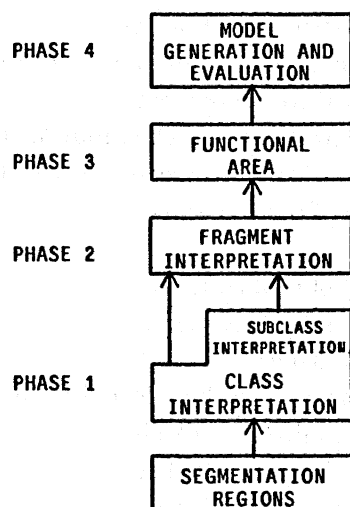 MODEL
PHASE 4 GENERATION AND
EVALUATION
FUNCTIONAL
PHASE 3 AREA
FRAGMENT
PHASE 2 INTERPRETATION
SUBCLASS
INTERPRETATION
PHASE 1 CLASS
INTERPRETATION
SEGMENTATION
REGIONS